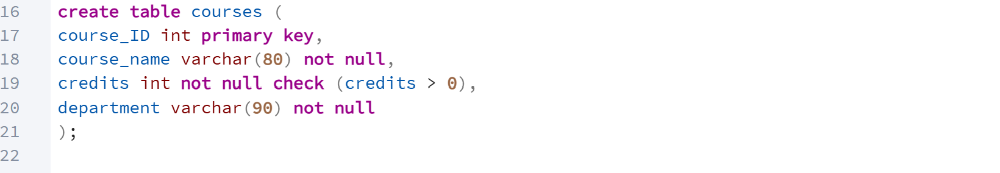 16 create table courses (
17 course_ID int primary key,
18 course_name varchar(80) not null,
19 credits int not null check (credits > 0),
20 department varchar(90) not null
21 );
22